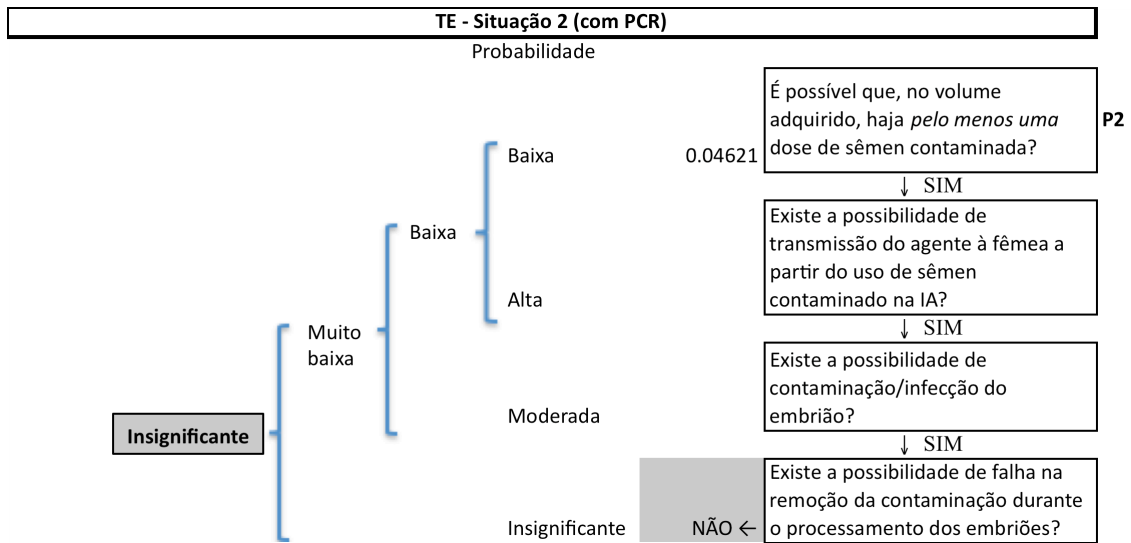 TE - Situação 2 (com PCR)
Probabilidade
É possível que, no volume
adquirido, haja pelo menos uma
dose de sêmen contaminada?
P2
Baixa
0.04621
↓ SIM
Existe a possibilidade de
transmissão do agente à fêmea a
partir do uso de sêmen
contaminado na IA?
Baixa
Alta
↓ SIM
Muito
baixa
Existe a possibilidade de
contaminação/infecção do
embrião?
Moderada
Insignificante
↓ SIM
Existe a possibilidade de falha na
remoção da contaminação durante
o processamento dos embriões?
Insignificante
NÃO ←